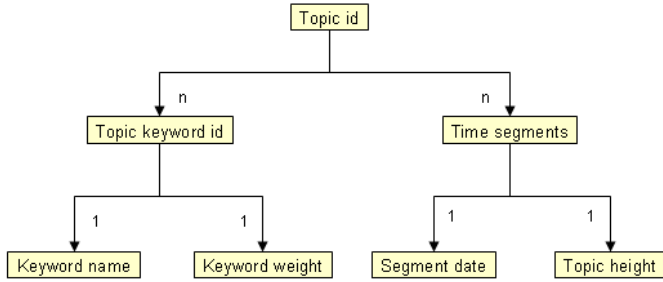 Topic id
n
n
Topic keyword id
Time segments
1
1
1
1
Keyword name
Keyword weight
Segment date
Topic height